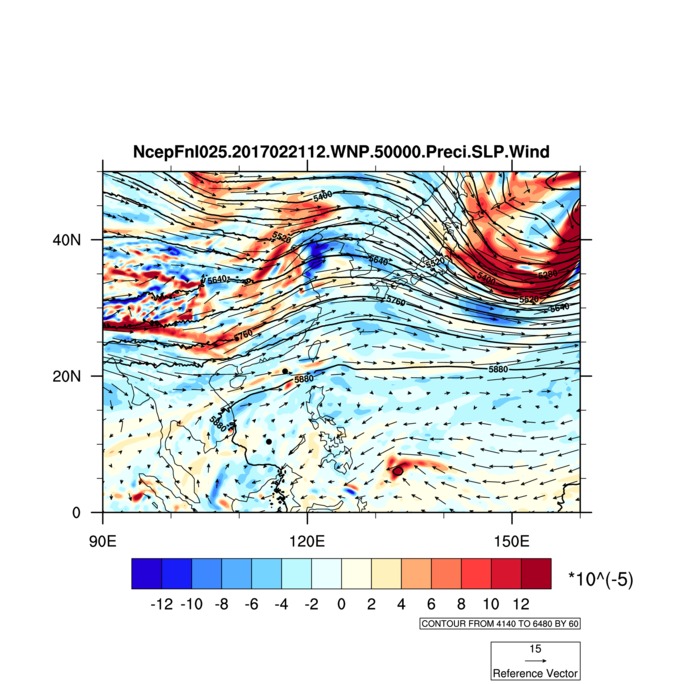 NcepFnl025.2017022112.WNP.50000.Preci.SLP.Wind
5400
40N
5520
5640
5640
5520
5400
5280
5520
5640
5760
5760
20N
5880
5880
5880
0
90E 120E 150E
*10^(-5)
-12 -10 -8 -6 -4 -2 0 2 4 6 8 10 12
CONTOUR FROM 4140 TO 6480 BY 60
15
Reference Vector